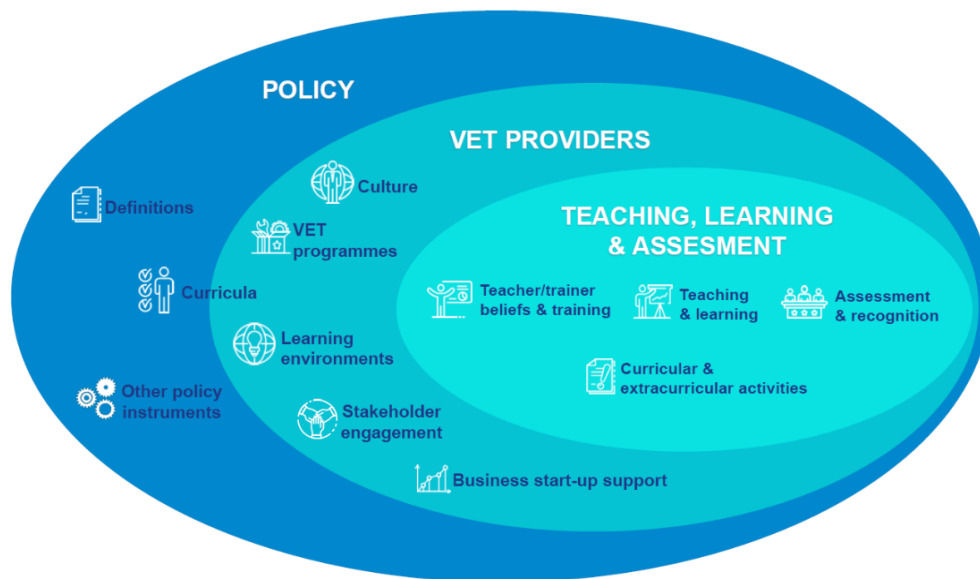 POLICY
VET PROVIDERS
Culture
Definitions
TEACHING, LEARNING
& ASSESMENT
VET
programmes
Curricula
Teacher/trainer
beliefs & training
Teaching
& learning
Assessment
& recognition
Learning
environments
Curricular &
extracurricular activities
Other policy
instruments
Stakeholder
engagement
Business start-up support